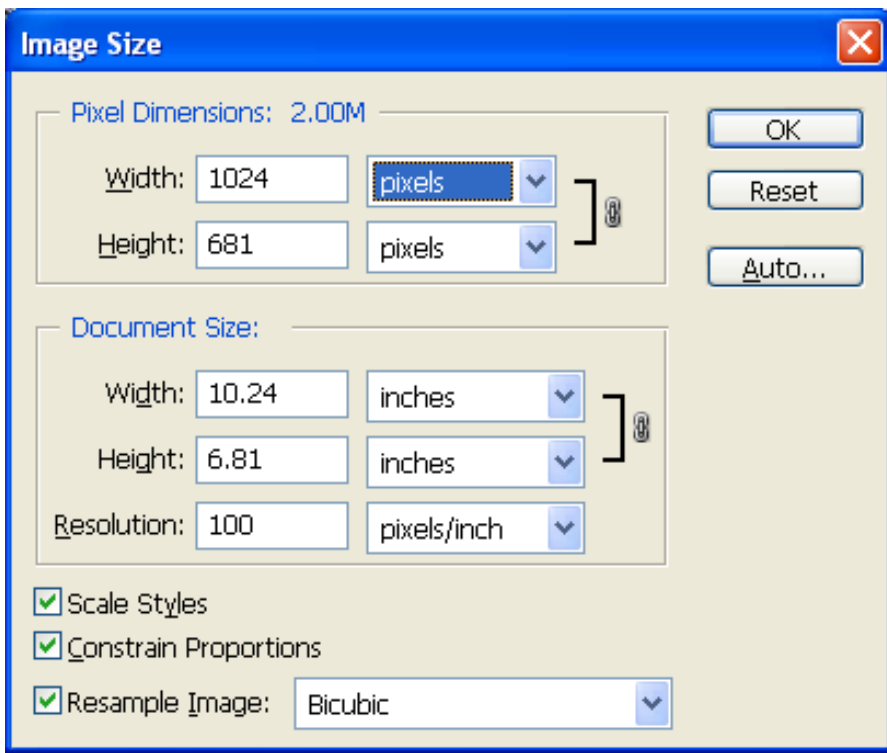 Image Size
Pixel Dimensions: 2.00M
OK
Width: 1024 pixels
Reset
Height: 681 pixels
Auto...
Document Size:
Width: 10.24 inches
Height: 6.81 inches
Resolution: 100 pixels/inch
Scale Styles
Constrain Proportions
Resample Image: Bicubic